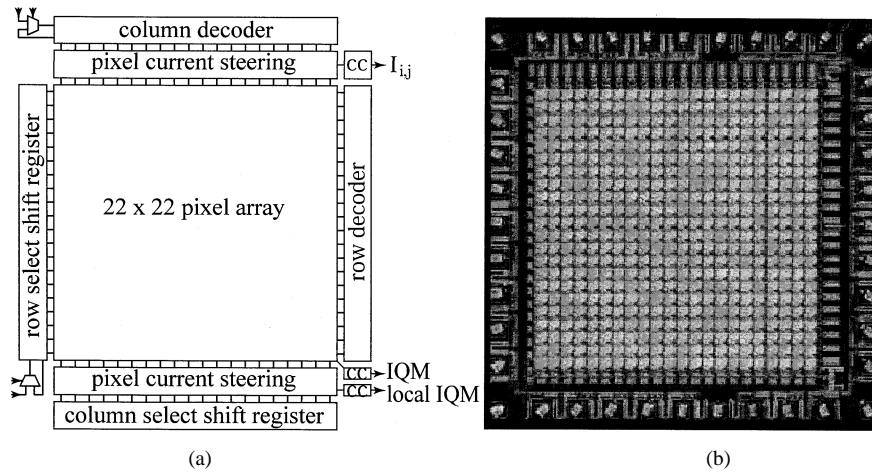 column decoder
pixel current steering
CC
I i,j
row select shift register
22 x 22 pixel array
row decoder
pixel current steering
CC
IQM
CC
local IQM
column select shift register
(a)
(b)